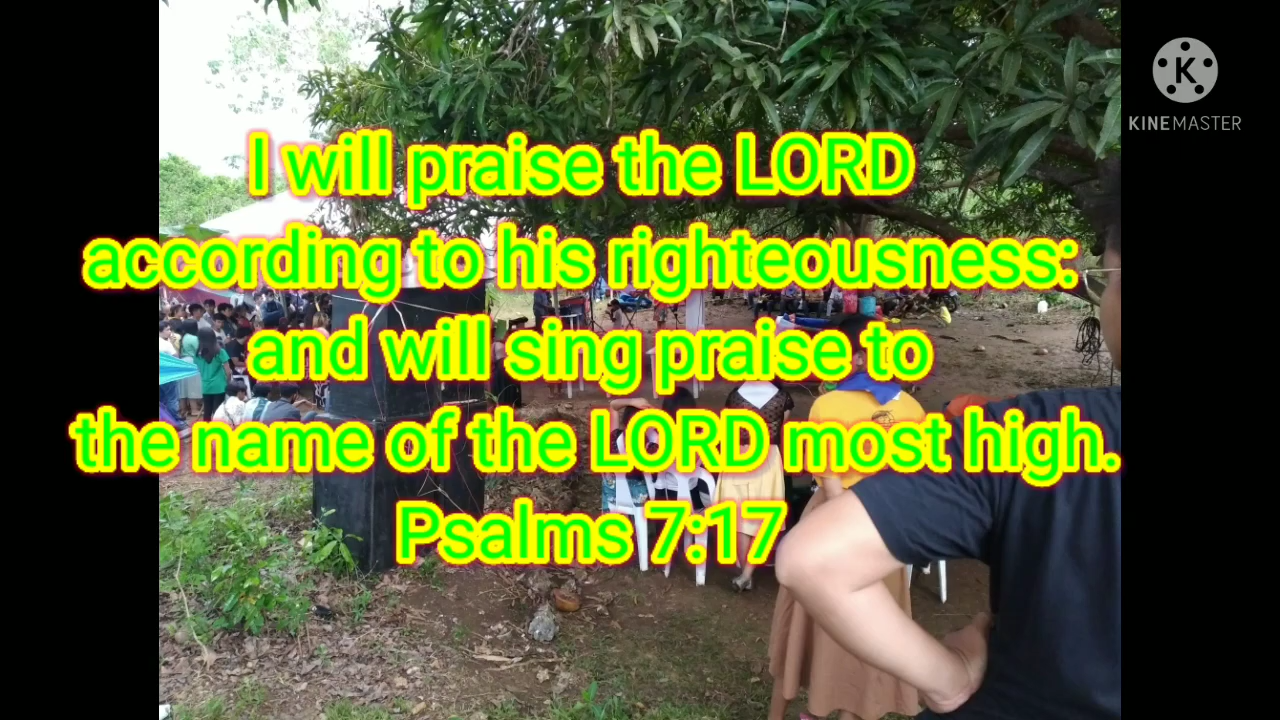 I will praise the LORD
according to his righteousness:
and will sing praise to
the name of the LORD most high.
Psalms 7:17
K
KINEMASTER